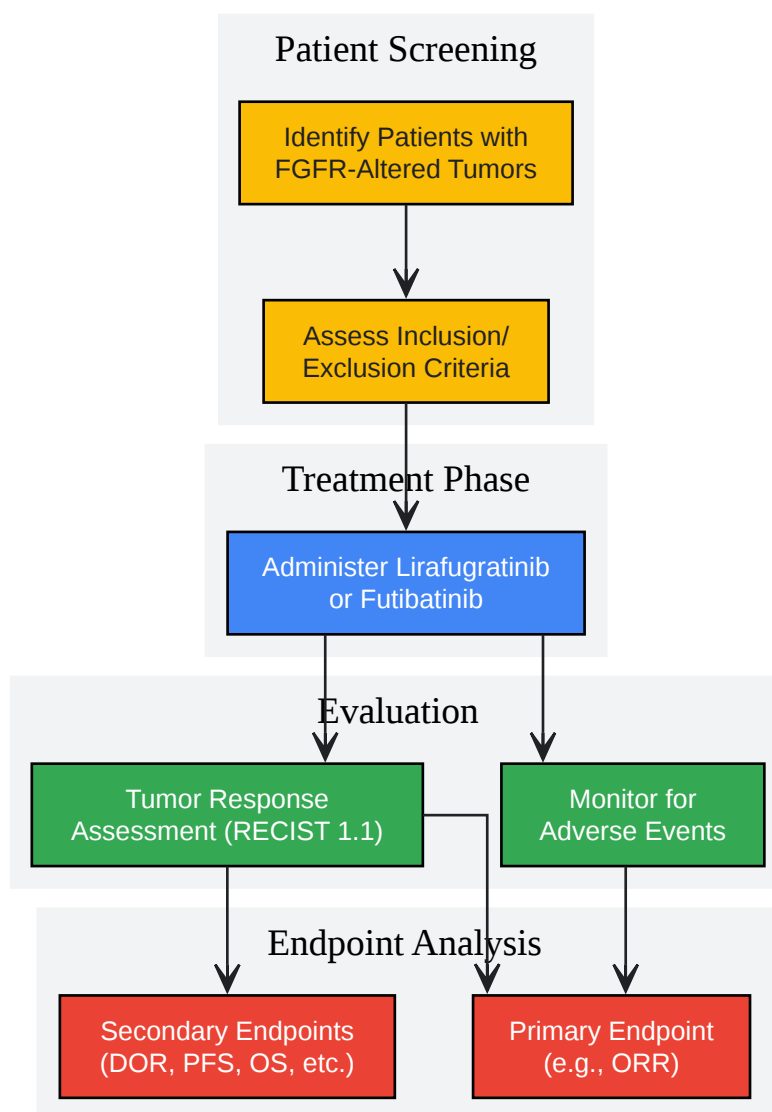 Patient Screening
Identify Patients with
FGFR-Altered Tumors
Assess Inclusion/
Exclusion Criteria
Treatment Phase
Administer Lirafugratinib
or Futibatinib
Evaluation
Tumor Response
Assessment (RECIST 1.1)
Monitor for
Adverse Events
Endpoint Analysis
Secondary Endpoints
(DOR, PFS, OS, etc.)
Primary Endpoint
(e.g., ORR)